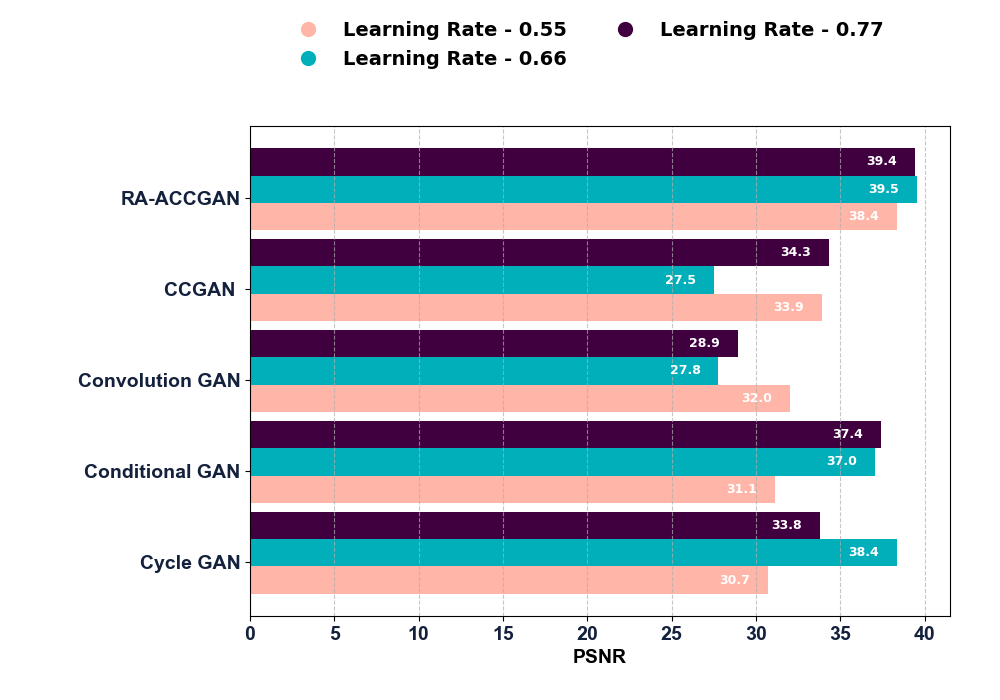 Learning Rate - 0.55
Learning Rate - 0.77
Learning Rate - 0.66
RA-ACCGAN
39.4
39.5
38.4
CCGAN
34.3
27.5
33.9
Convolution GAN
28.9
27.8
32.0
Conditional GAN
37.4
37.0
31.1
Cycle GAN
33.8
38.4
30.7
0 5 10 15 20 25 30 35 40
PSNR